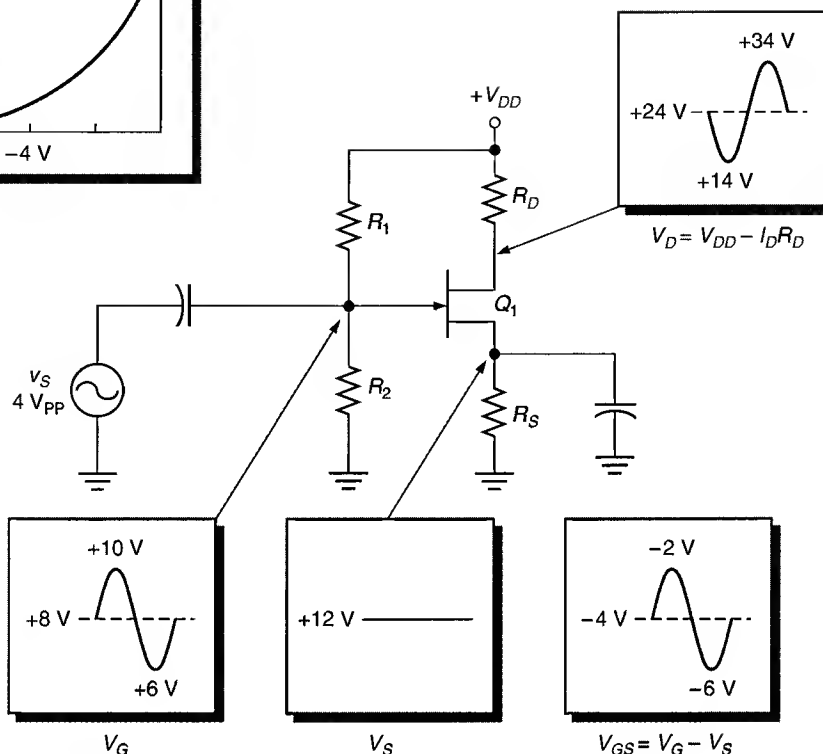 −4 V
+34 V
+24 V
+14 V
V_D = V_DD − I_D R_D
+V_DD
R_D
R_1
Q_1
v_S
4 V_PP
R_2
R_S
+10 V
+8 V
+6 V
V_G
+12 V
V_S
−2 V
−4 V
−6 V
V_GS = V_G − V_S